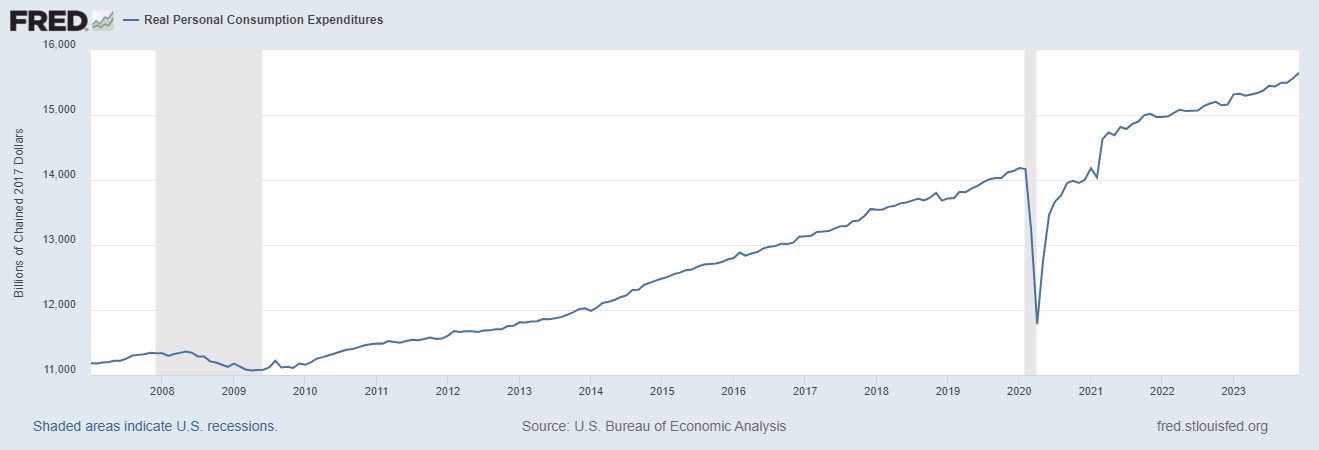 FRED
Real Personal Consumption Expenditures
Billions of Chained 2017 Dollars
16,000
15,000
14,000
13,000
12,000
11,000
2008 2009 2010 2011 2012 2013 2014 2015 2016 2017 2018 2019 2020 2021 2022 2023
Shaded areas indicate U.S. recessions. Source: U.S. Bureau of Economic Analysis fred.stlouisfed.org